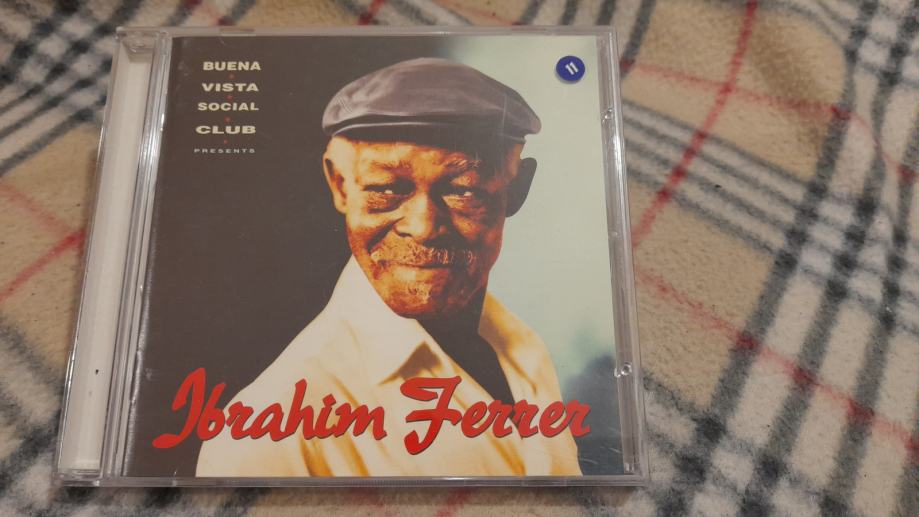 BUENA
VISTA
SOCIAL
CLUB
PRESENTS
11
Ibrahim Ferrer